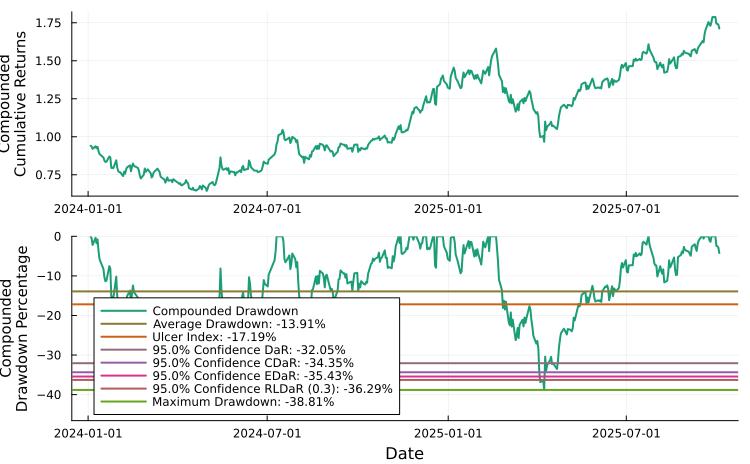 Compounded
Cumulative Returns
1.75
1.50
1.25
1.00
0.75
2024-01-01
2024-07-01
2025-01-01
2025-07-01
Compounded
Drawdown Percentage
0
−10
−20
−30
−40
Compounded Drawdown
Average Drawdown: -13.91%
Ulcer Index: -17.19%
95.0% Confidence DaR: -32.05%
95.0% Confidence CDaR: -34.35%
95.0% Confidence EDaR: -35.43%
95.0% Confidence RLDaR (0.3): -36.29%
Maximum Drawdown: -38.81%
2024-01-01
2024-07-01
2025-01-01
2025-07-01
Date